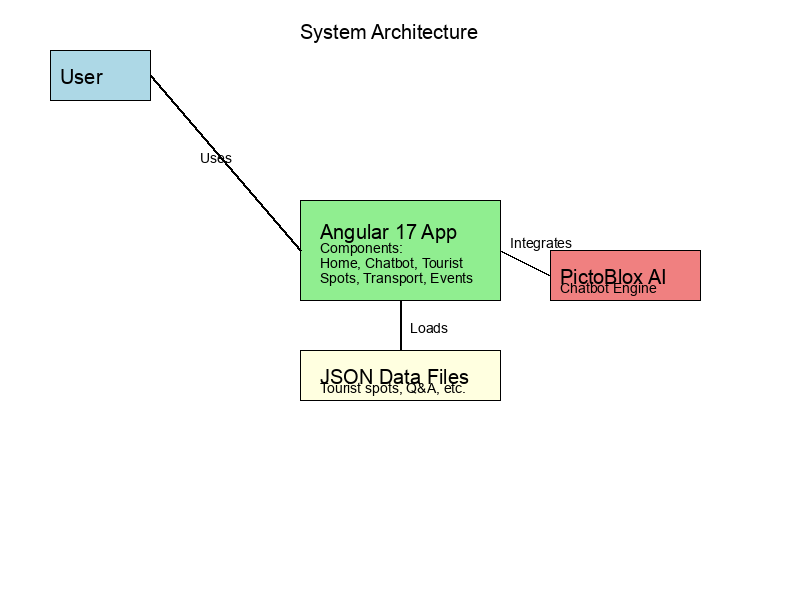 System Architecture
User
Uses
Angular 17 App
Components:
Home, Chatbot, Tourist
Spots, Transport, Events
Integrates
PictoBlox AI
Chatbot Engine
Loads
JSON Data Files
Tourist spots, Q&A, etc.